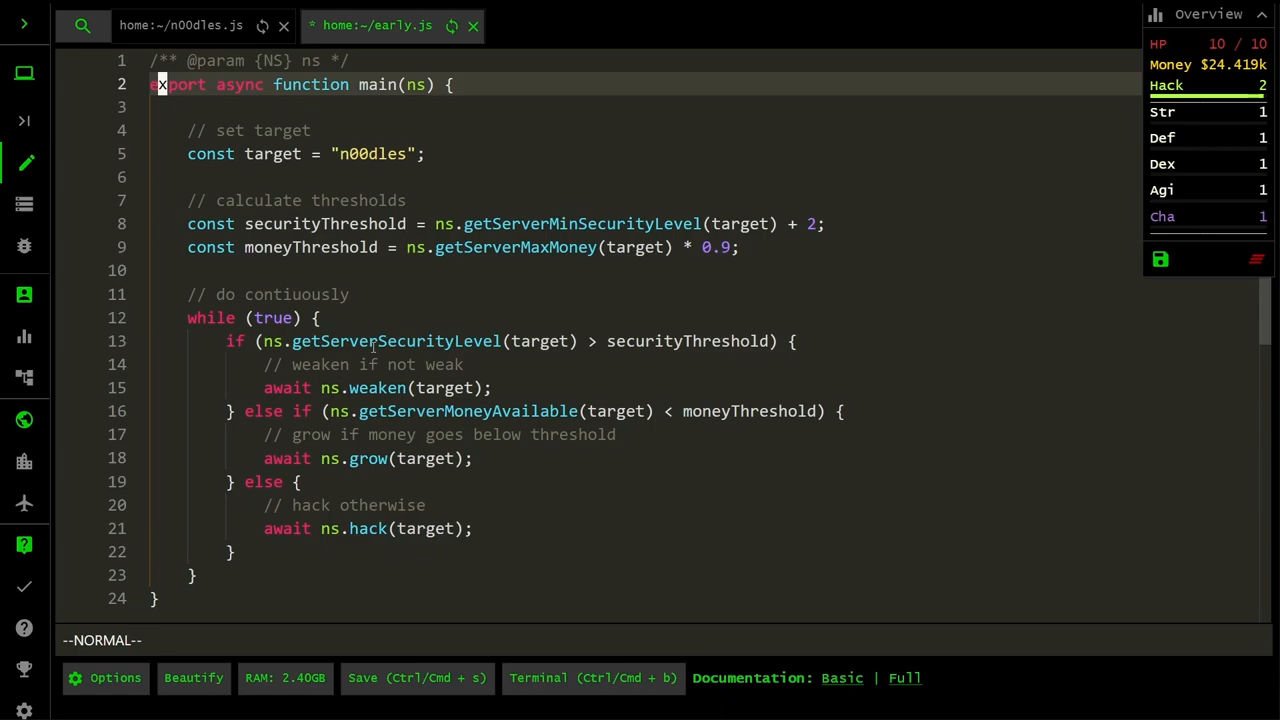 home:~/n00dles.js
* home:~/early.js
Overview
HP 10 / 10
Money $24.419k
Hack 2
Str 1
Def 1
Dex 1
Agi 1
Cha 1
1 /** @param {NS} ns */
2 export async function main(ns) {
3
4 // set target
5 const target = "n00dles";
6
7 // calculate thresholds
8 const securityThreshold = ns.getServerMinSecurityLevel(target) + 2;
9 const moneyThreshold = ns.getServerMaxMoney(target) * 0.9;
10
11 // do contiuously
12 while (true) {
13 if (ns.getServerSecurityLevel(target) > securityThreshold) {
14 // weaken if not weak
15 await ns.weaken(target);
16 } else if (ns.getServerMoneyAvailable(target) < moneyThreshold) {
17 // grow if money goes below threshold
18 await ns.grow(target);
19 } else {
20 // hack otherwise
21 await ns.hack(target);
22 }
23 }
24 }
--NORMAL--
Options Beautify RAM: 2.40GB Save (Ctrl/Cmd + s) Terminal (Ctrl/Cmd + b) Documentation: Basic | Full